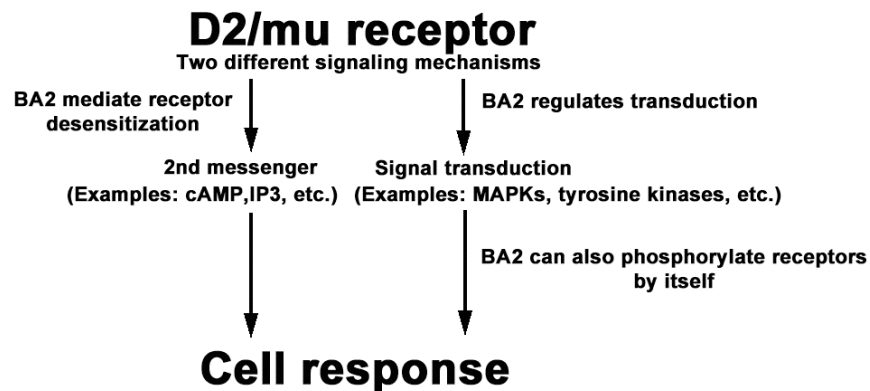 D2/mu receptor
Two different signaling mechanisms
BA2 mediate receptor
desensitization
BA2 regulates transduction
2nd messenger
(Examples: cAMP,IP3, etc.)
Signal transduction
(Examples: MAPKs, tyrosine kinases, etc.)
BA2 can also phosphorylate receptors
by itself
Cell response